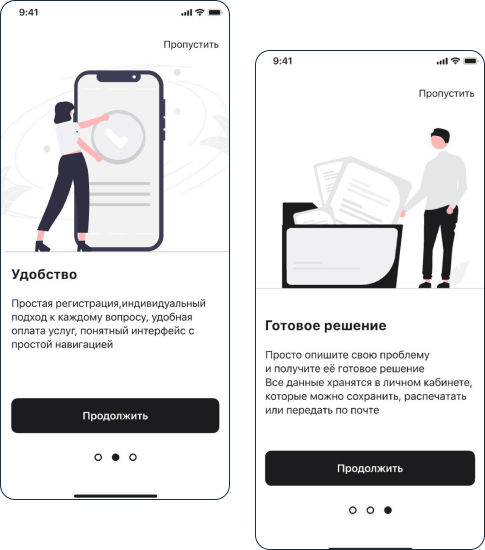 9:41
Пропустить
Удобство
Простая регистрация,индивидуальный
подход к каждому вопросу, удобная
оплата услуг, понятный интерфейс с
простой навигацией
Продолжить
9:41
Пропустить
Готовое решение
Просто опишите свою проблему
и получите её готовое решение
Все данные хранятся в личном кабинете,
которые можно сохранить, распечатать
или передать по почте
Продолжить